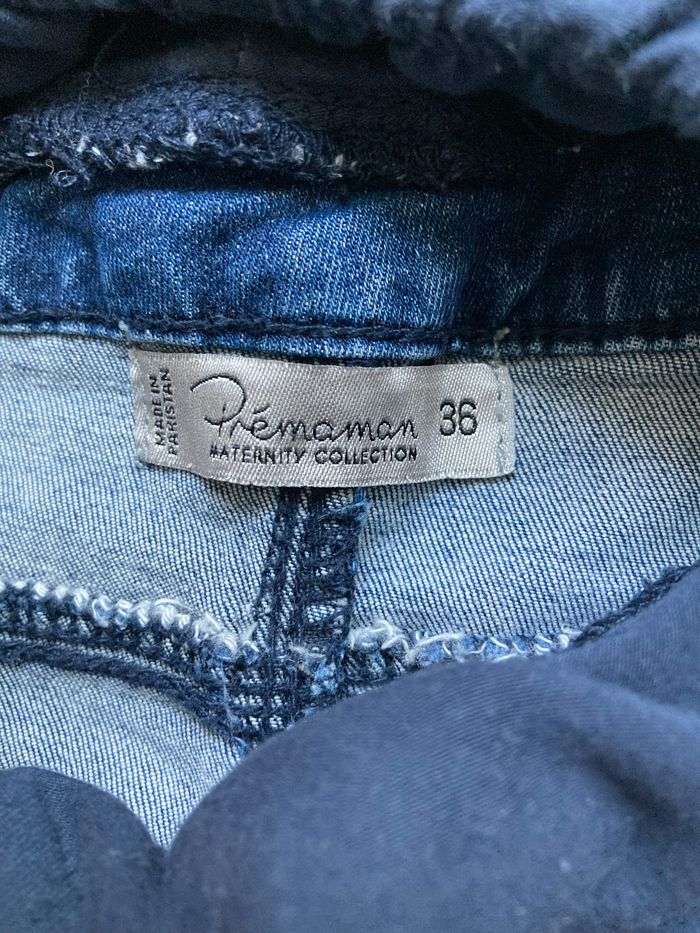 MADE IN
PAKISTAN
Prémaman 36
MATERNITY COLLECTION